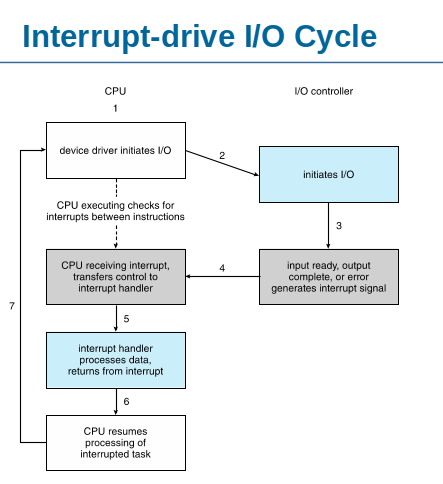 Interrupt-drive I/O Cycle
CPU
I/O controller
1
device driver initiates I/O
2
initiates I/O
CPU executing checks for
interrupts between instructions
3
CPU receiving interrupt,
transfers control to
interrupt handler
4
input ready, output
complete, or error
generates interrupt signal
7
5
interrupt handler
processes data,
returns from interrupt
6
CPU resumes
processing of
interrupted task